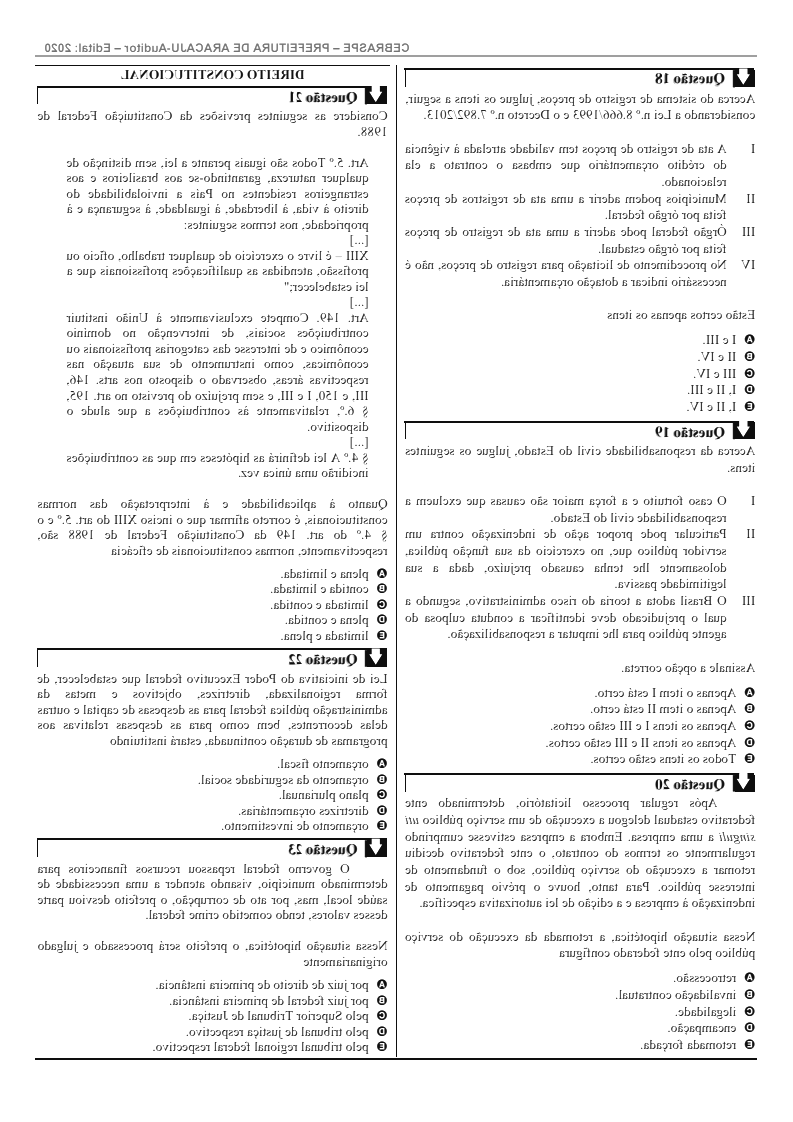 CEBRASPE – PREFEITURA DE ARACAJU-Auditor – Edital: 2020
Questão 18
Acerca do sistema de registro de preços, julgue os itens a seguir,
considerando a Lei n.º 8.666/1993 e o Decreto n.º 7.892/2013.
I A ata de registro de preços tem validade atrelada à vigência
do crédito orçamentário que embasa o contrato a ela
relacionado.
II Municípios podem aderir a uma ata de registros de preços
feita por órgão federal.
III Órgão federal pode aderir a uma ata de registro de preços
feita por órgão estadual.
IV No procedimento de licitação para registro de preços, não é
necessário indicar a dotação orçamentária.
Estão certos apenas os itens
A I e III.
B II e IV.
C III e IV.
D I, II e III.
E I, II e IV.
Questão 19
Acerca da responsabilidade civil do Estado, julgue os seguintes
itens.
I O caso fortuito e a força maior são causas que excluem a
responsabilidade civil do Estado.
II Particular pode propor ação de indenização contra um
servidor público que, no exercício da sua função pública,
dolosamente lhe tenha causado prejuízo, dada a sua
legitimidade passiva.
III O Brasil adota a teoria do risco administrativo, segundo a
qual o prejudicado deve identificar a conduta culposa do
agente público para lhe imputar a responsabilização.
Assinale a opção correta.
A Apenas o item I está certo.
B Apenas o item II está certo.
C Apenas os itens I e III estão certos.
D Apenas os itens II e III estão certos.
E Todos os itens estão certos.
Questão 20
Após regular processo licitatório, determinado ente
federativo estadual delegou a execução de um serviço público uti
singuli a uma empresa. Embora a empresa estivesse cumprindo
regularmente os termos do contrato, o ente federativo decidiu
retomar a execução do serviço público, sob o fundamento de
interesse público. Para tanto, houve o prévio pagamento de
indenização à empresa e a edição de lei autorizativa específica.
Nessa situação hipotética, a retomada da execução do serviço
público pelo ente federado configura
A retrocessão.
B invalidação contratual.
C ilegalidade.
D encampação.
E retomada forçada.
DIREITO CONSTITUCIONAL
Questão 21
Considere as seguintes previsões da Constituição Federal de
1988.
Art. 5.º Todos são iguais perante a lei, sem distinção de
qualquer natureza, garantindo-se aos brasileiros e aos
estrangeiros residentes no País a inviolabilidade do
direito à vida, à liberdade, à igualdade, à segurança e à
propriedade, nos termos seguintes:
[...]
XIII – é livre o exercício de qualquer trabalho, ofício ou
profissão, atendidas as qualificações profissionais que a
lei estabelecer;"
[...]
Art. 149. Compete exclusivamente à União instituir
contribuições sociais, de intervenção no domínio
econômico e de interesse das categorias profissionais ou
econômicas, como instrumento de sua atuação nas
respectivas áreas, observado o disposto nos arts. 146,
III, e 150, I e III, e sem prejuízo do previsto no art. 195,
§ 6.º, relativamente às contribuições a que alude o
dispositivo.
[...]
§ 4.º A lei definirá as hipóteses em que as contribuições
incidirão uma única vez.
Quanto à aplicabilidade e à interpretação das normas
constitucionais, é correto afirmar que o inciso XIII do art. 5.º e o
§ 4.º do art. 149 da Constituição Federal de 1988 são,
respectivamente, normas constitucionais de eficácia
A plena e limitada.
B contida e limitada.
C limitada e contida.
D plena e contida.
E limitada e plena.
Questão 22
Lei de iniciativa do Poder Executivo federal que estabelecer, de
forma regionalizada, diretrizes, objetivos e metas da
administração pública federal para as despesas de capital e outras
delas decorrentes, bem como para as despesas relativas aos
programas de duração continuada, estará instituindo
A orçamento fiscal.
B orçamento da seguridade social.
C plano plurianual.
D diretrizes orçamentárias.
E orçamento de investimento.
Questão 23
O governo federal repassou recursos financeiros para
determinado município, visando atender a uma necessidade de
saúde local, mas, por ato de corrupção, o prefeito desviou parte
desses valores, tendo cometido crime federal.
Nessa situação hipotética, o prefeito será processado e julgado
originariamente
A por juiz de direito de primeira instância.
B por juiz federal de primeira instância.
C pelo Superior Tribunal de Justiça.
D pelo tribunal de justiça respectivo.
E pelo tribunal regional federal respectivo.